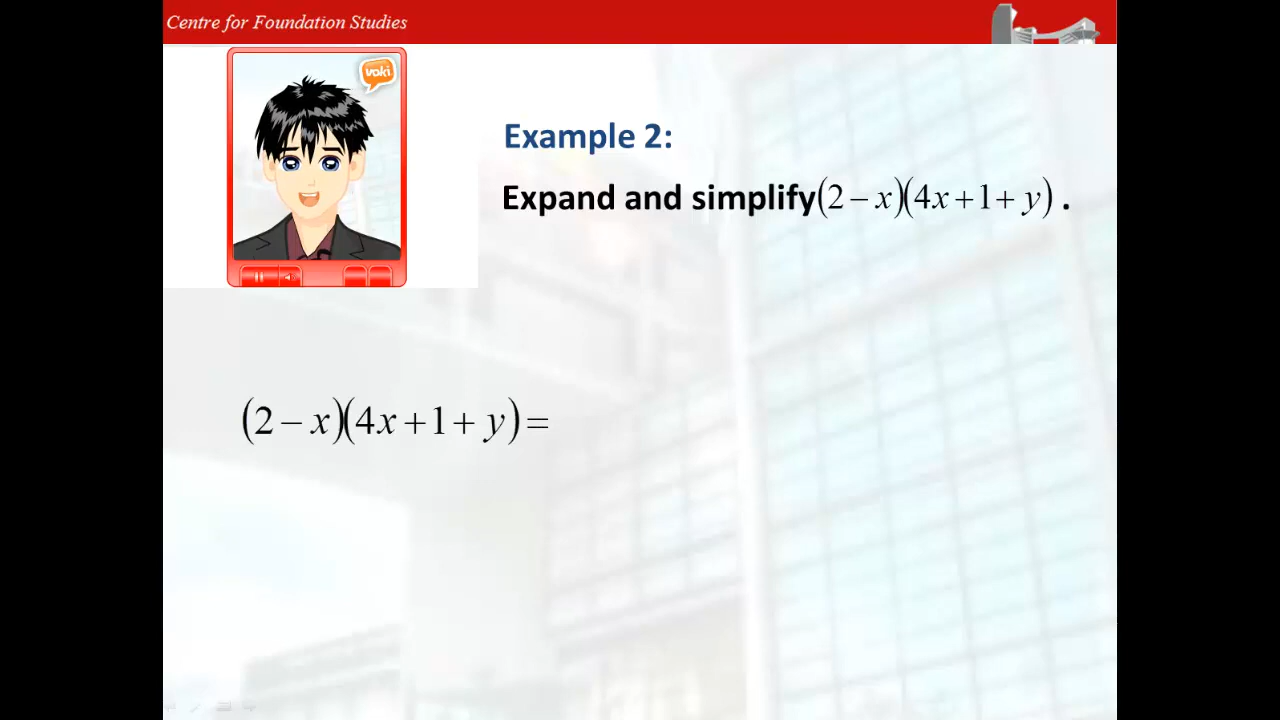 Centre for Foundation Studies
voki
Example 2:
Expand and simplify(2 − x)(4x + 1 + y) .
(2 − x)(4x + 1 + y) =